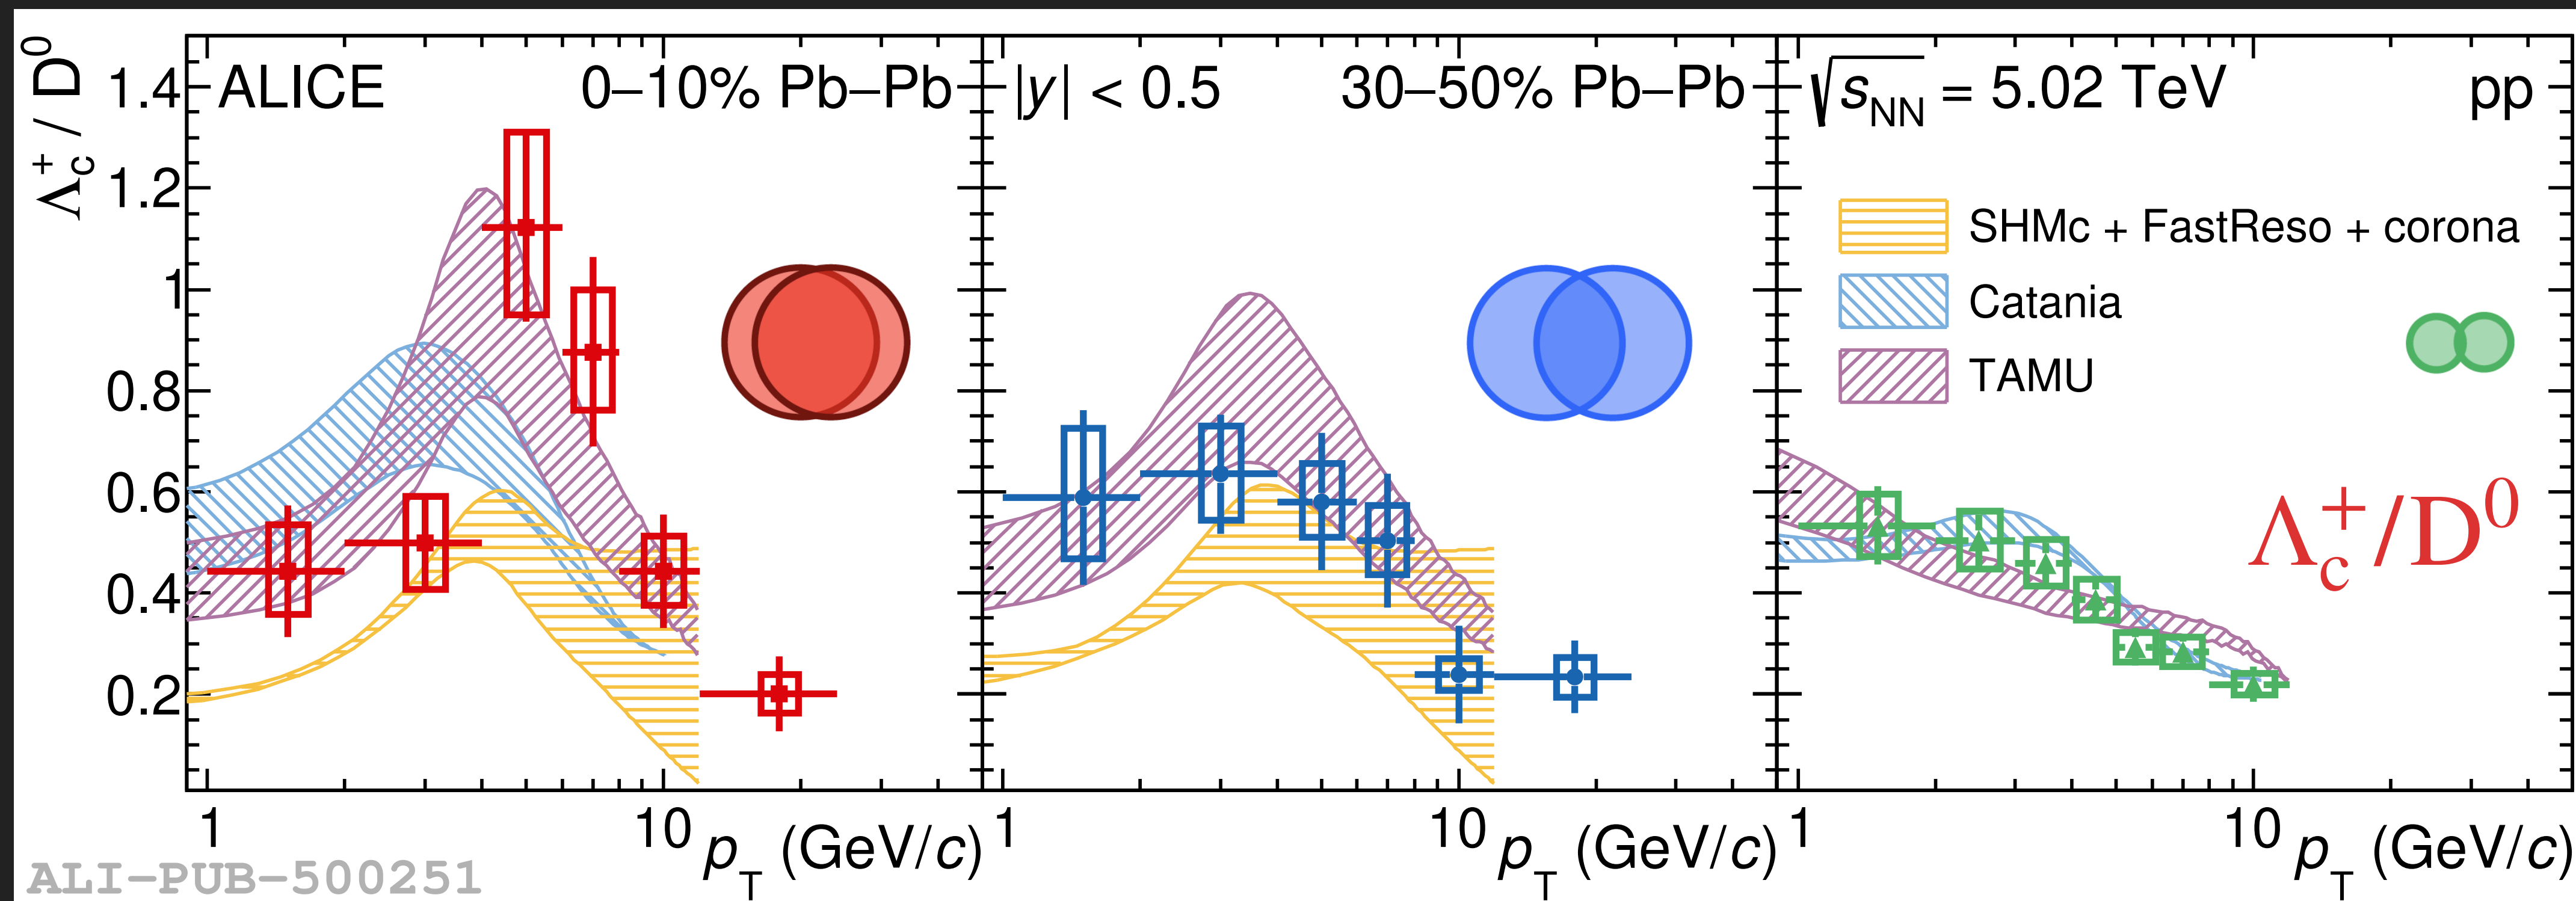 Λc+ / D0
1.4
1.2
1
0.8
0.6
0.4
0.2
ALICE
0–10% Pb–Pb
1
10
pT (GeV/c)
|y| < 0.5
30–50% Pb–Pb
1
10
pT (GeV/c)
√sNN = 5.02 TeV
pp
SHMc + FastReso + corona
Catania
TAMU
Λc+/D0
1
10
pT (GeV/c)
ALI-PUB-500251